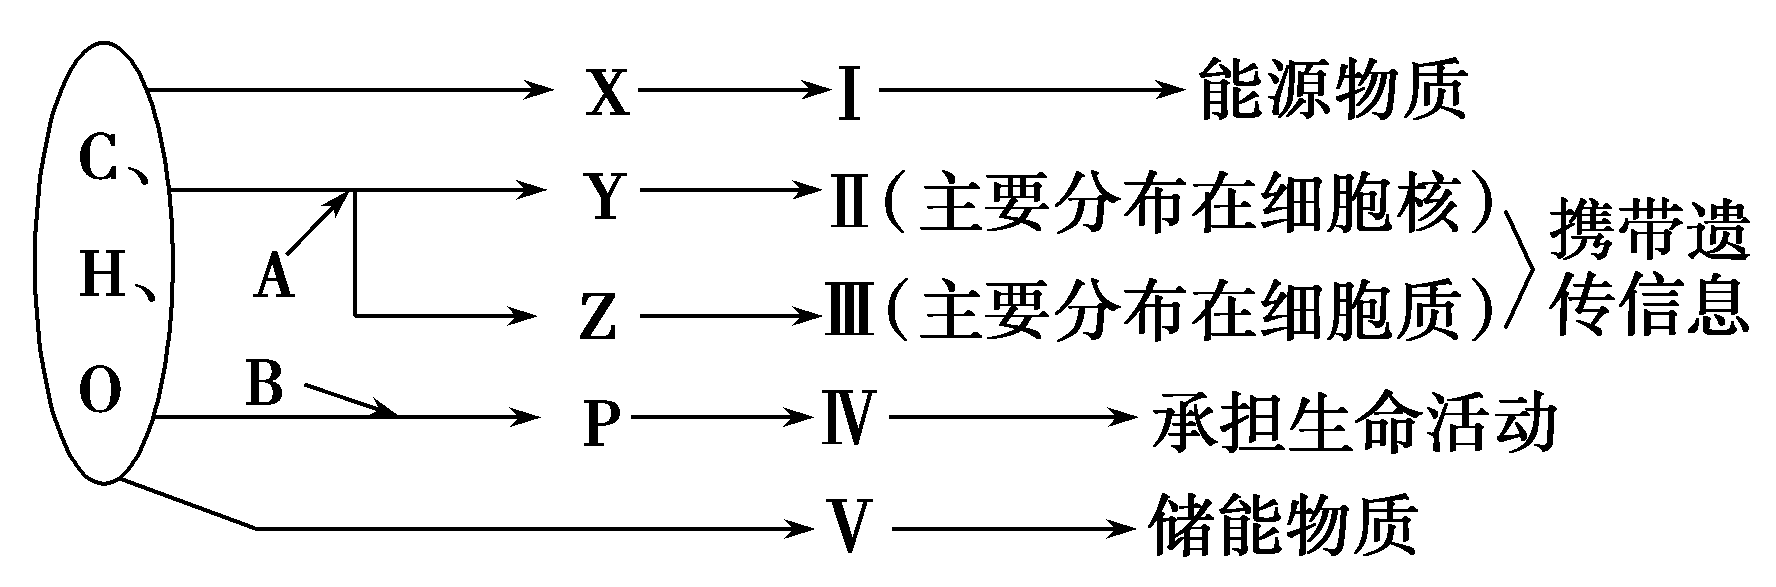 X Ⅰ 能源物质
C、
Y Ⅱ(主要分布在细胞核)
A
H、
Z Ⅲ(主要分布在细胞质)
携带遗
传信息
O
B
P Ⅳ 承担生命活动
Ⅴ 储能物质